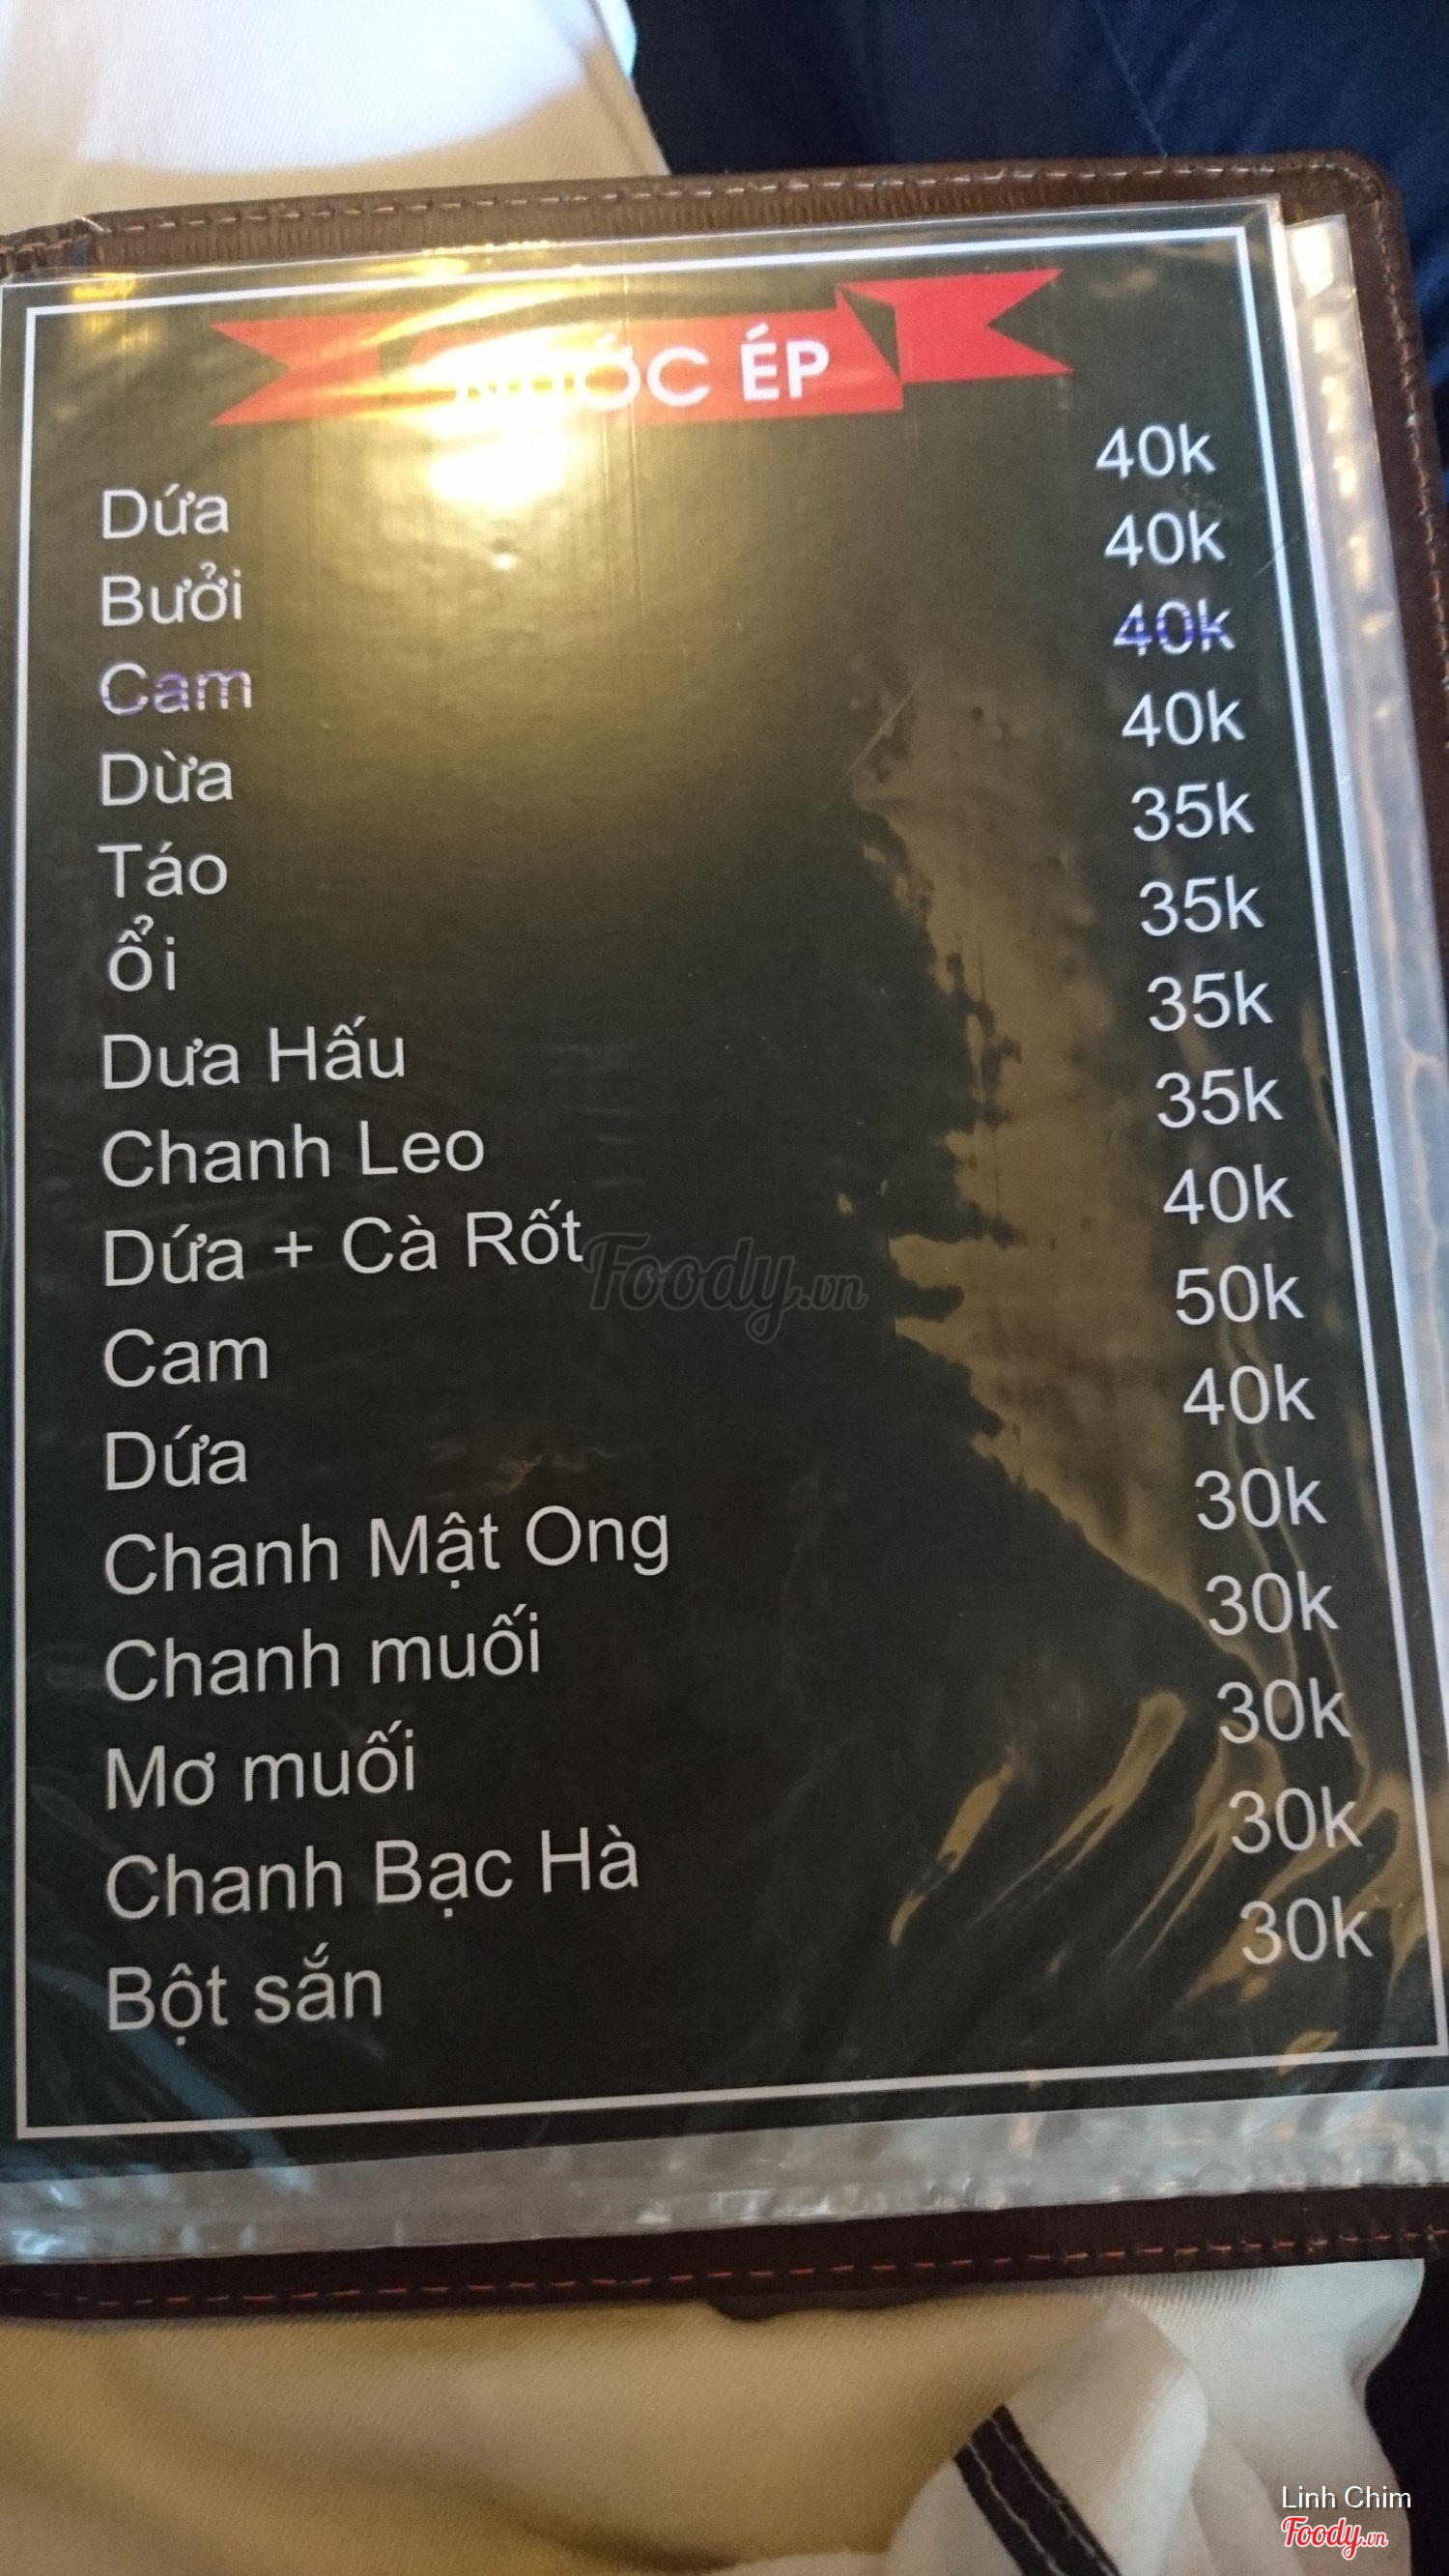 NƯỚC ÉP
Dứa 40k
Bưởi 40k
Cam 40k
Dừa 40k
Táo 35k
ổi 35k
Dưa Hấu 35k
Chanh Leo 35k
Dứa + Cà Rốt 40k
Cam 50k
Dứa 40k
Chanh Mật Ong 30k
Chanh muối 30k
Mơ muối 30k
Chanh Bạc Hà 30k
Bột sắn 30k
Foody.vn
Linh Chim
Foody.vn